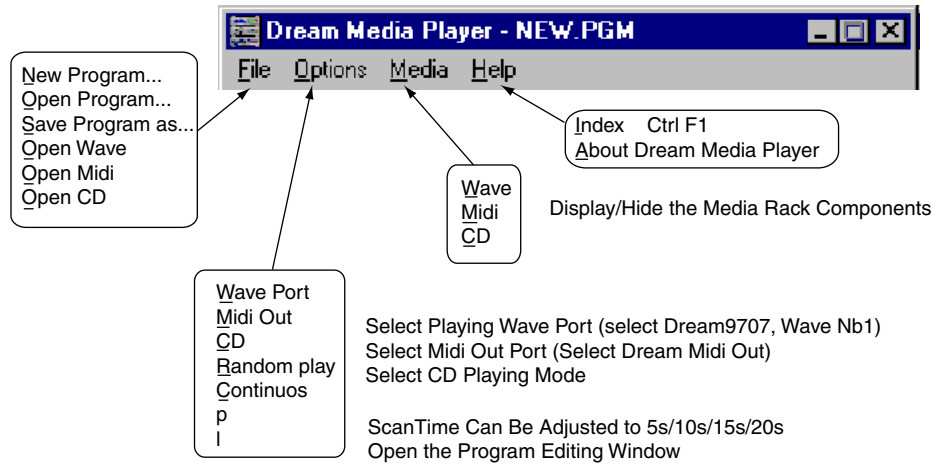 Dream Media Player - NEW.PGM
File Options Media Help
New Program...
Open Program...
Save Program as...
Open Wave
Open Midi
Open CD
Index Ctrl F1
About Dream Media Player
Wave
Midi
CD
Display/Hide the Media Rack Components
Wave Port
Midi Out
CD
Random play
Continuos
p
l
Select Playing Wave Port (select Dream9707, Wave Nb1)
Select Midi Out Port (Select Dream Midi Out)
Select CD Playing Mode
ScanTime Can Be Adjusted to 5s/10s/15s/20s
Open the Program Editing Window